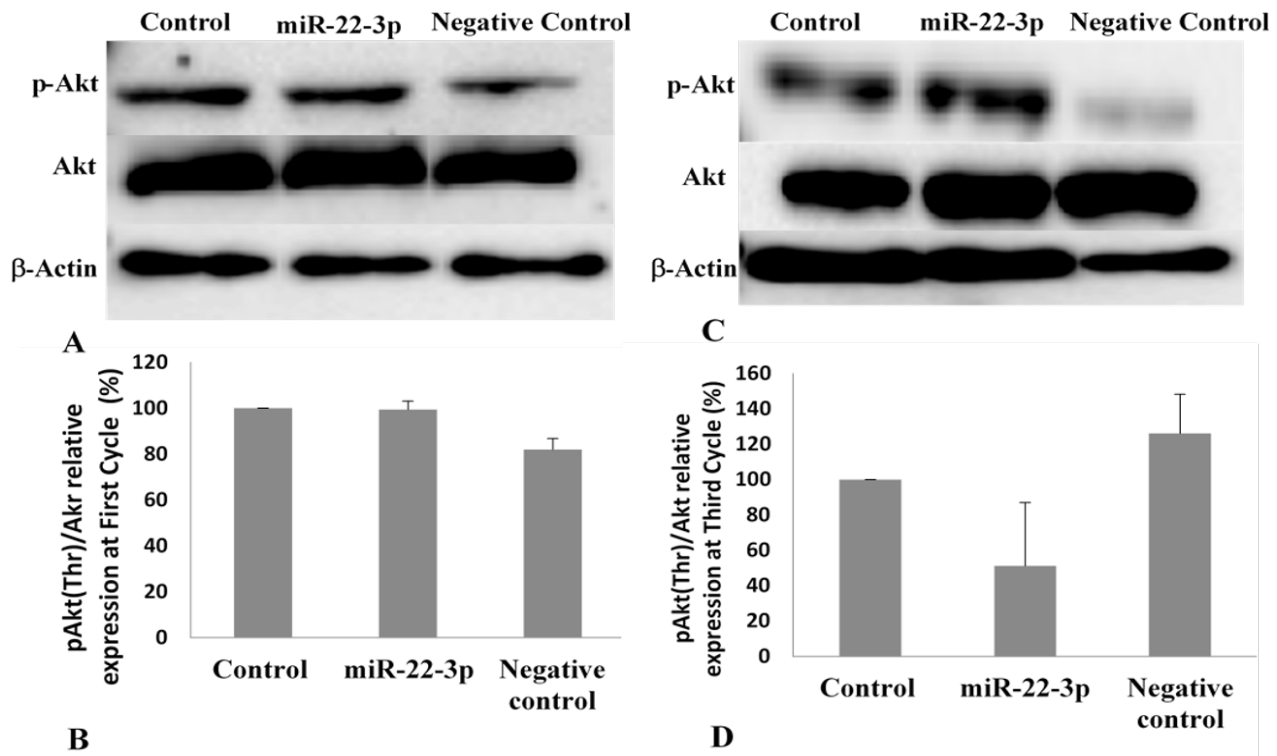 Control miR-22-3p Negative Control
p-Akt
Akt
β-Actin
A
Control miR-22-3p Negative Control
p-Akt
Akt
β-Actin
C
pAkt(Thr)/Akr relative
expression at First Cycle (%)
120
100
80
60
40
20
0
Control miR-22-3p Negative
control
B
pAkt(Thr)/Akt relative
expression at Third Cycle (%)
160
140
120
100
80
60
40
20
0
Control miR-22-3p Negative
control
D